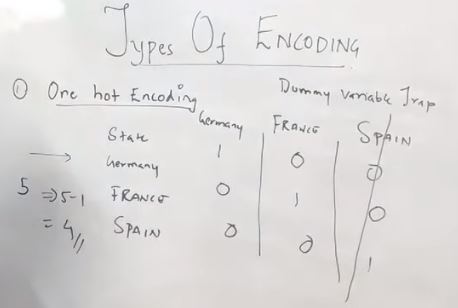 Types Of ENCODING
① One hot Encoding
Dummy variable Trap
Germany FRANCE SPAIN
State
Germany 1 0 0
5 ⇒ 5-1 FRANCE 0 1 0
= 4 SPAIN 0 0 1